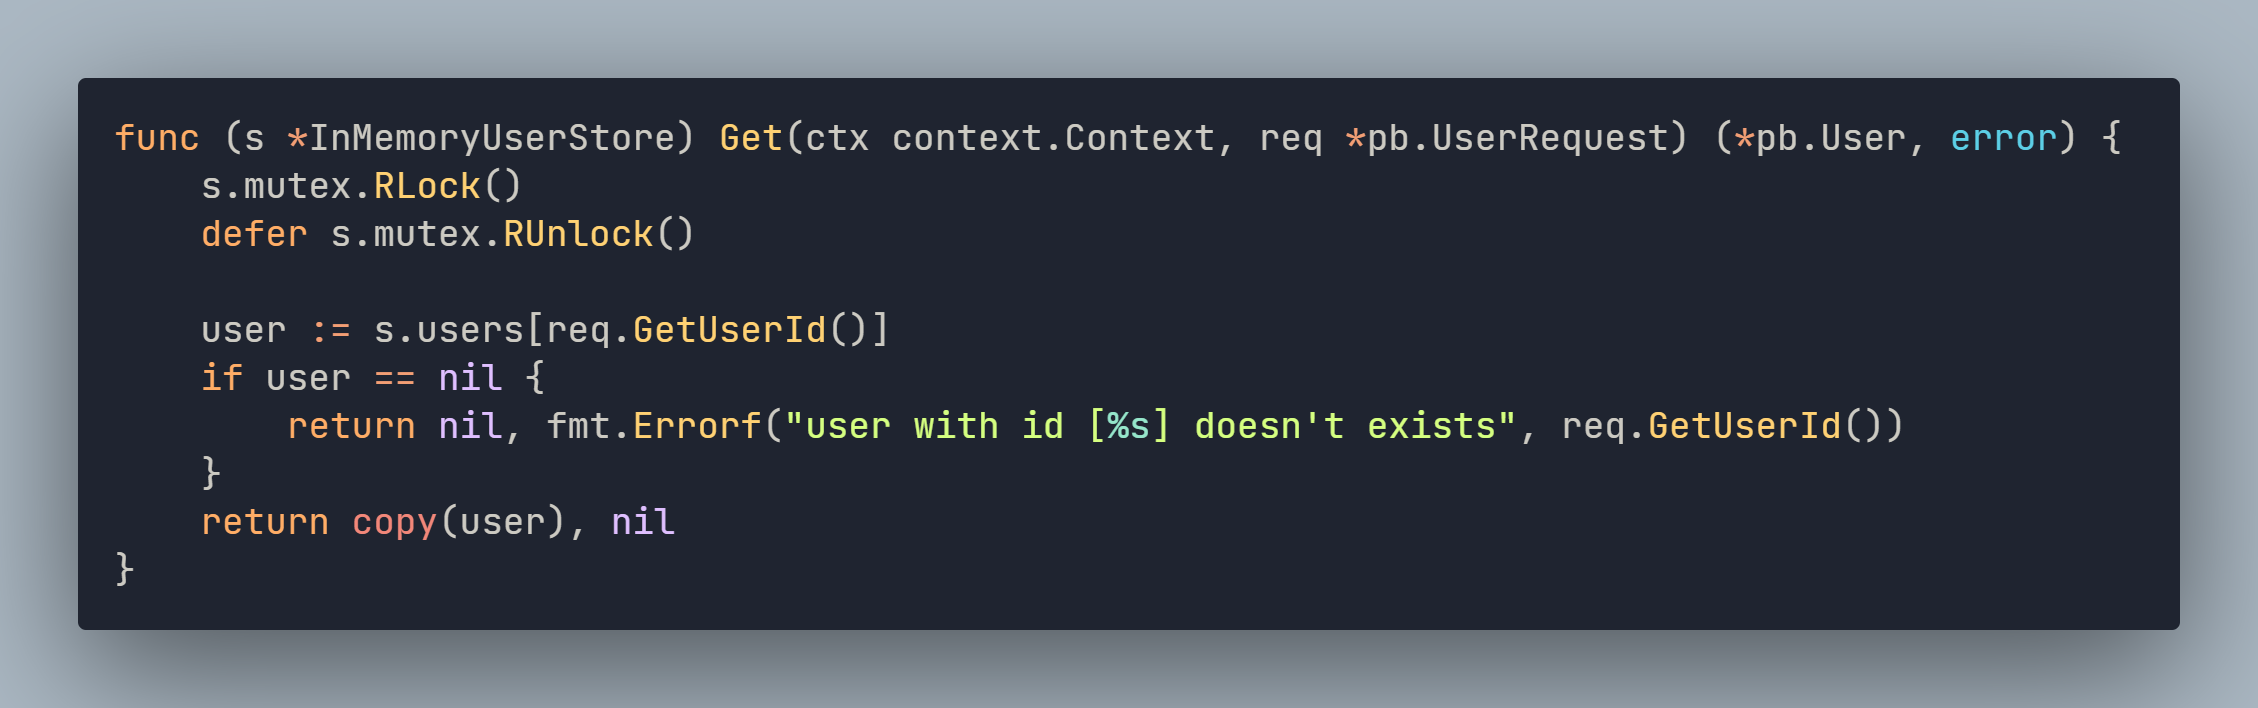 func (s *InMemoryUserStore) Get(ctx context.Context, req *pb.UserRequest) (*pb.User, error) {
    s.mutex.RLock()
    defer s.mutex.RUnlock()

    user := s.users[req.GetUserId()]
    if user == nil {
        return nil, fmt.Errorf("user with id [%s] doesn't exists", req.GetUserId())
    }
    return copy(user), nil
}